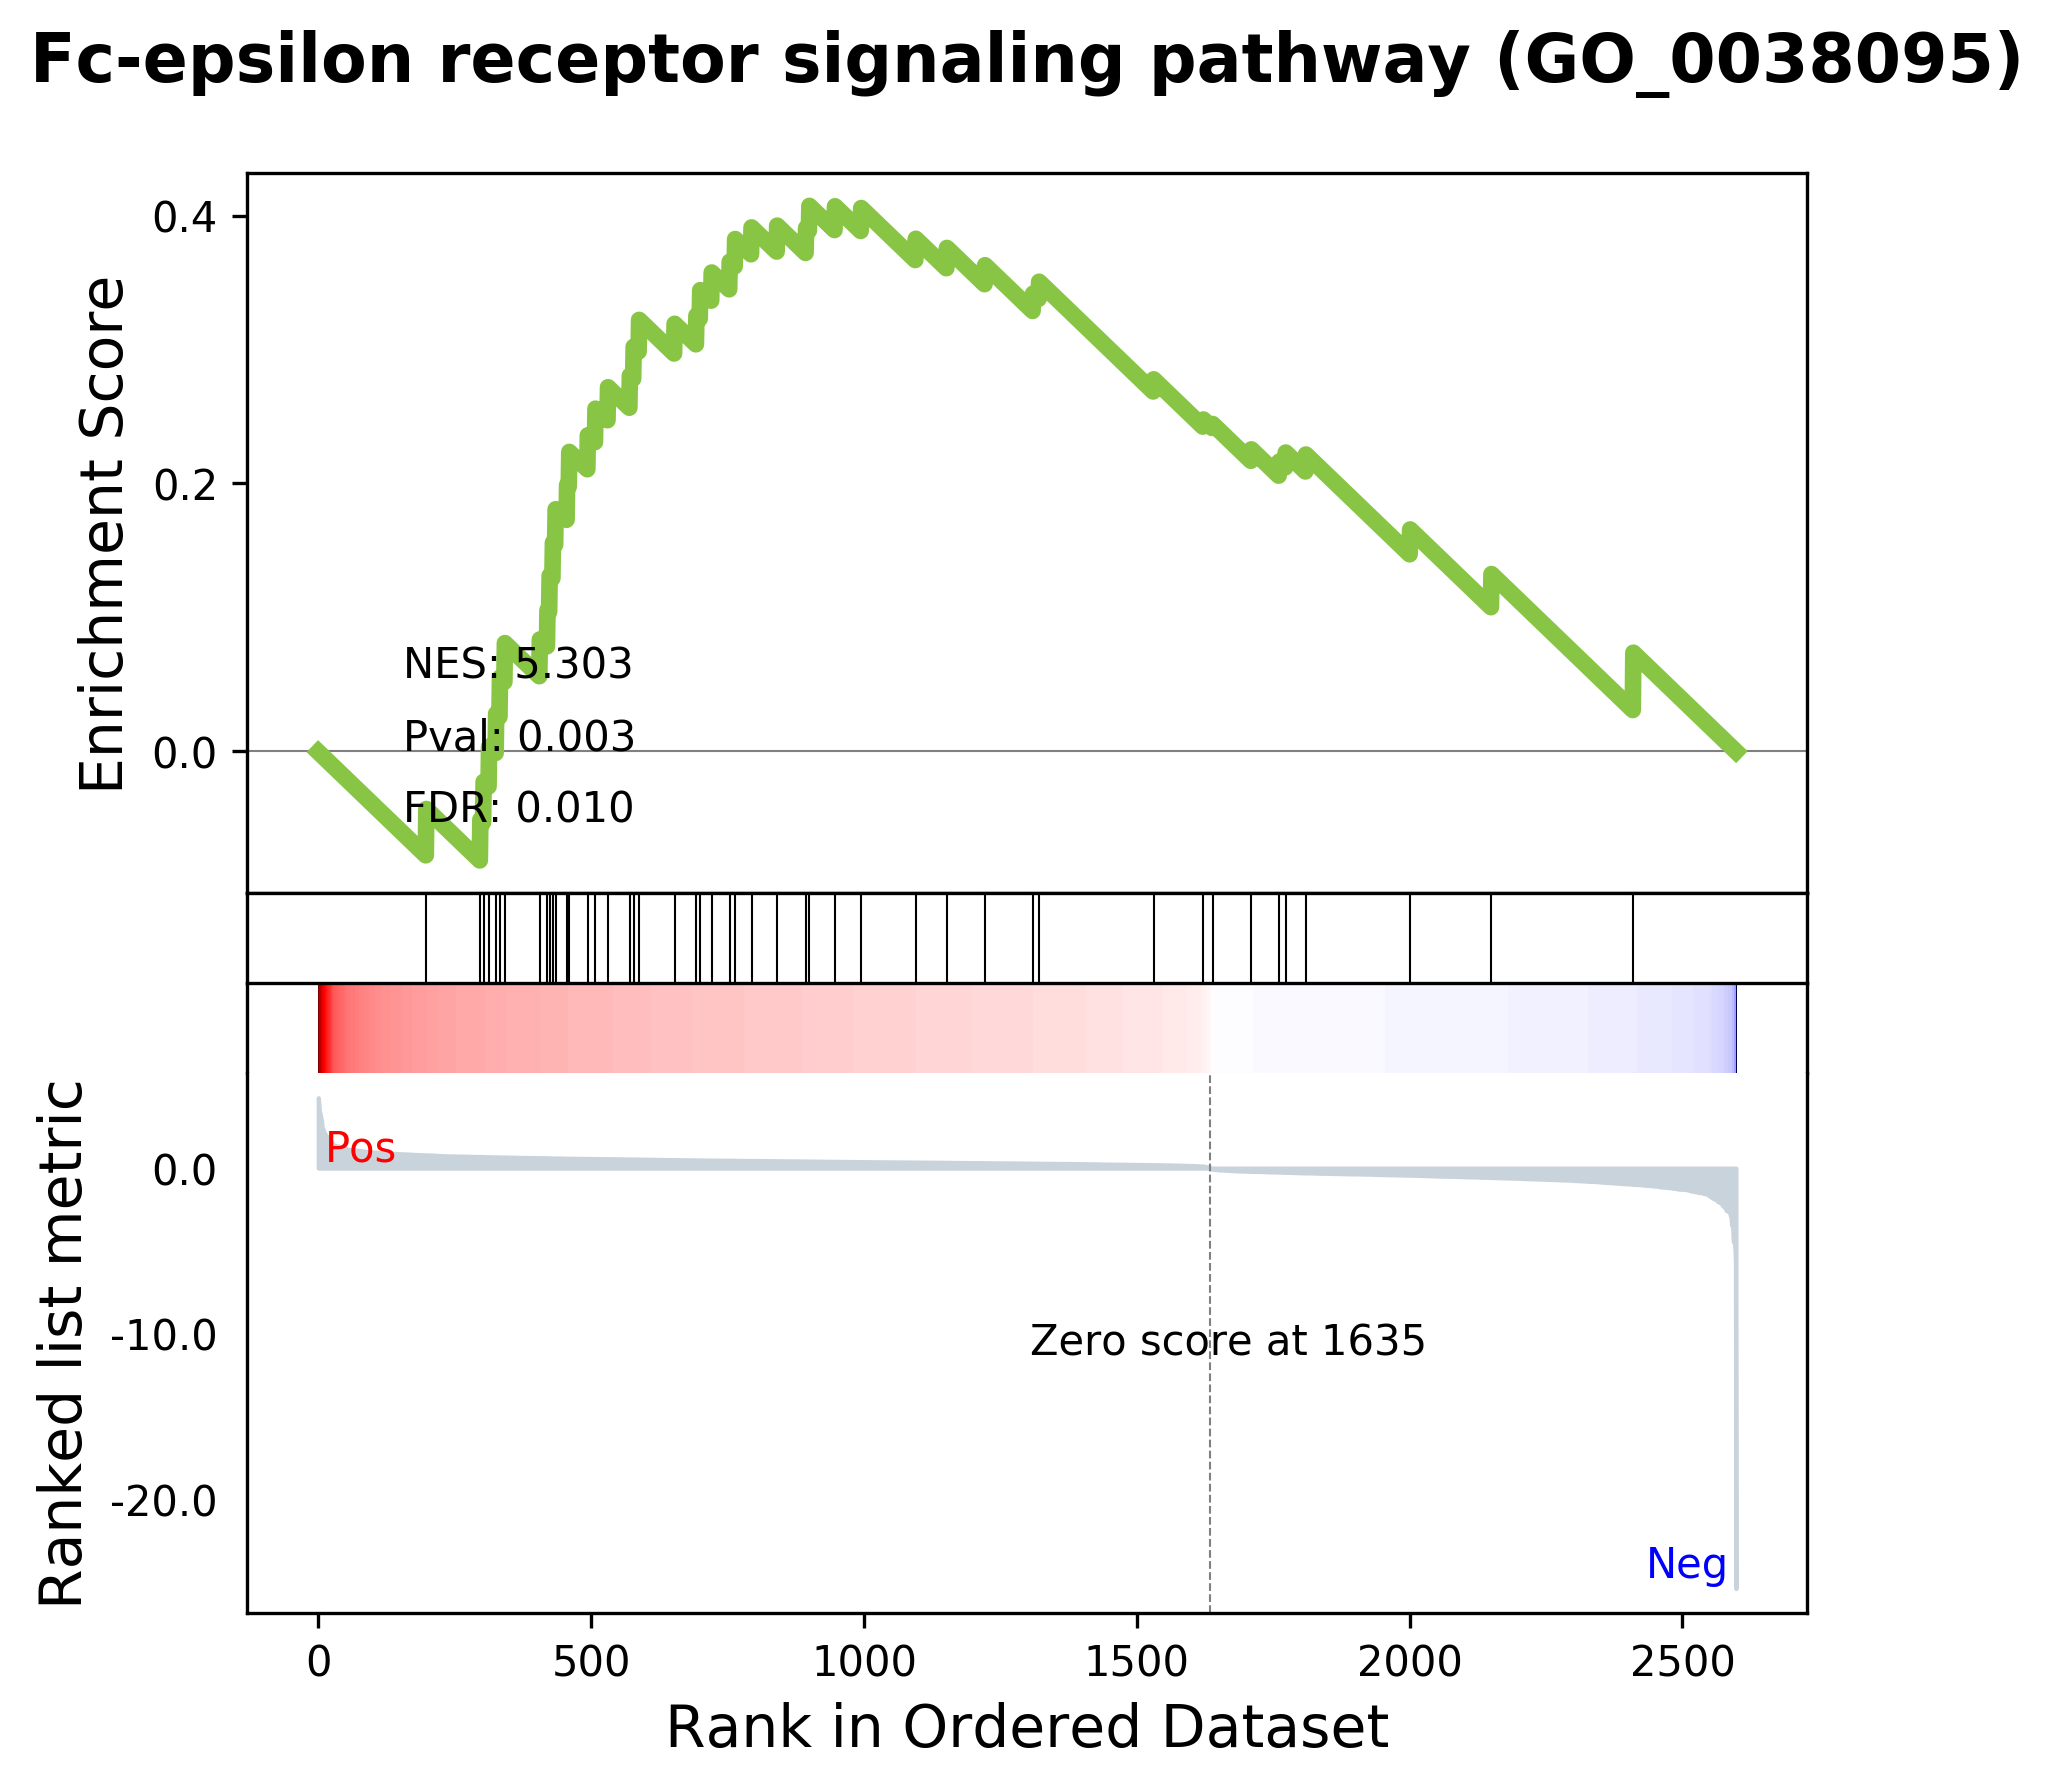 Fc-epsilon receptor signaling pathway (GO_0038095)
Enrichment Score
0.4
0.2
0.0
NES: 5.303
Pval: 0.003
FDR: 0.010
Ranked list metric
0.0
-10.0
-20.0
Pos
Zero score at 1635
Neg
0 500 1000 1500 2000 2500
Rank in Ordered Dataset